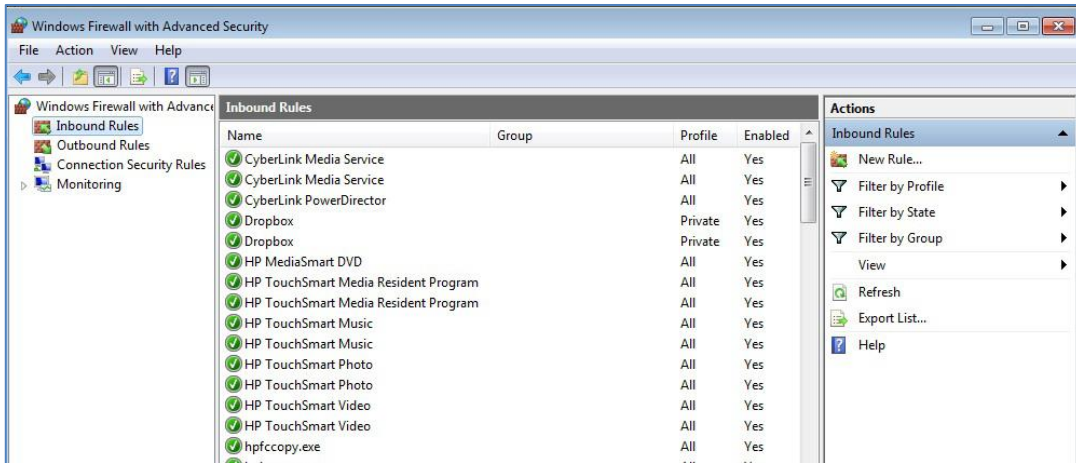 Windows Firewall with Advanced Security
File Action View Help
Windows Firewall with Advance
Inbound Rules
Outbound Rules
Connection Security Rules
Monitoring
Inbound Rules
Name Group Profile Enabled
CyberLink Media Service All Yes
CyberLink Media Service All Yes
CyberLink PowerDirector All Yes
Dropbox Private Yes
Dropbox Private Yes
HP MediaSmart DVD All Yes
HP TouchSmart Media Resident Program All Yes
HP TouchSmart Media Resident Program All Yes
HP TouchSmart Music All Yes
HP TouchSmart Music All Yes
HP TouchSmart Photo All Yes
HP TouchSmart Photo All Yes
HP TouchSmart Video All Yes
HP TouchSmart Video All Yes
hpfccopy.exe All Yes
Actions
Inbound Rules
New Rule...
Filter by Profile
Filter by State
Filter by Group
View
Refresh
Export List...
Help